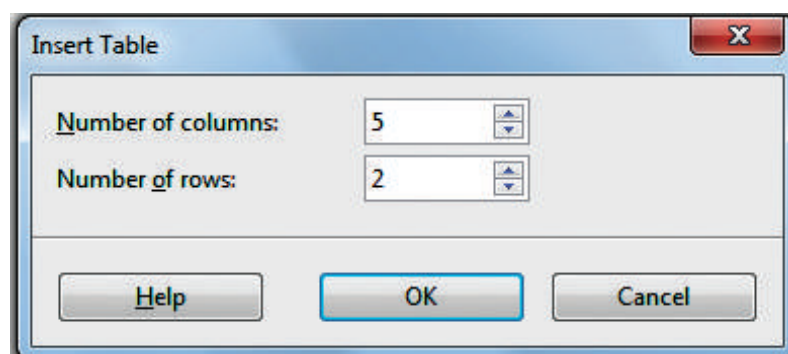 Insert Table
Number of columns: 5
Number of rows: 2
Help OK Cancel